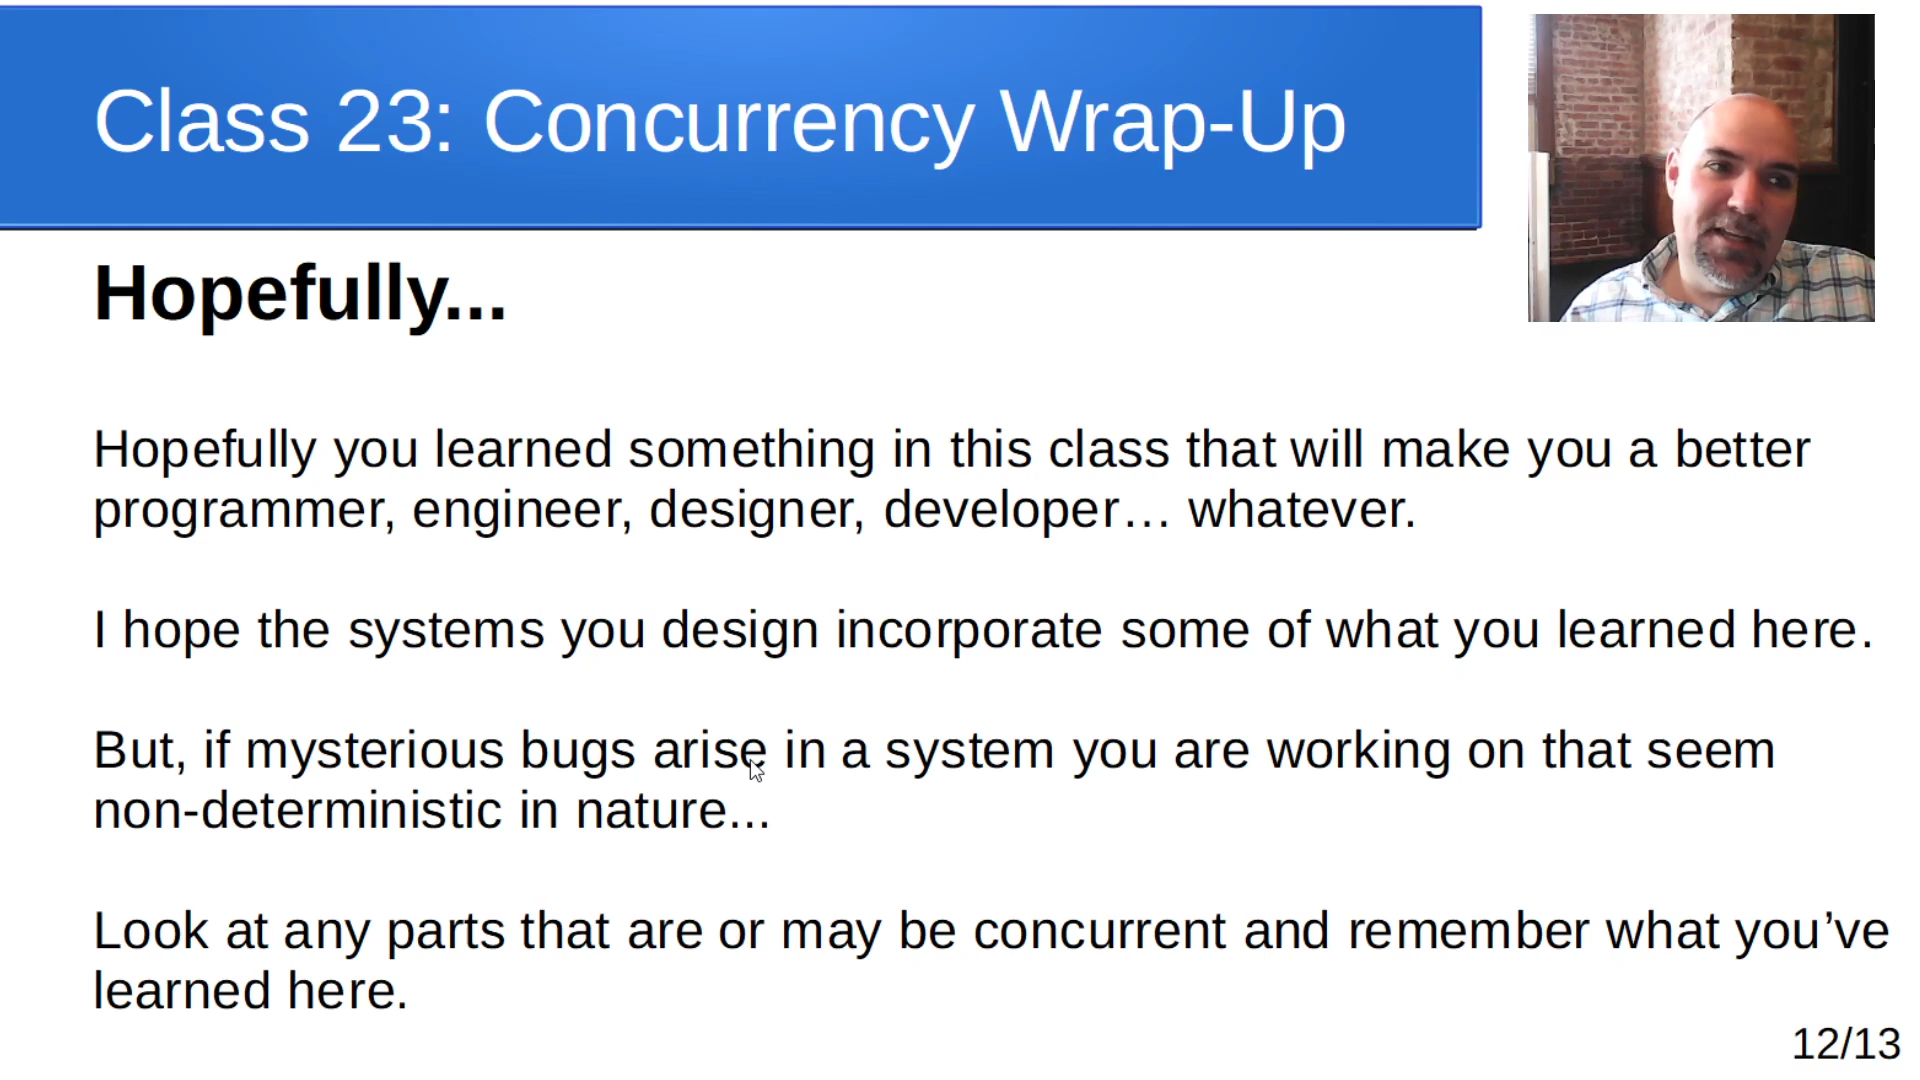 Class 23: Concurrency Wrap-Up
Hopefully...
Hopefully you learned something in this class that will make you a better
programmer, engineer, designer, developer… whatever.
I hope the systems you design incorporate some of what you learned here.
But, if mysterious bugs arise in a system you are working on that seem
non-deterministic in nature...
Look at any parts that are or may be concurrent and remember what you’ve
learned here.
12/13